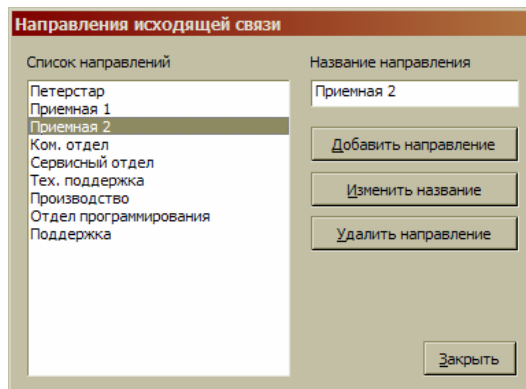 Направления исходящей связи
Список направлений
Петерстар
Приемная 1
Приемная 2
Ком. отдел
Сервисный отдел
Тех. поддержка
Производство
Отдел программирования
Поддержка
Название направления
Приемная 2
Добавить направление
Изменить название
Удалить направление
Закрыть